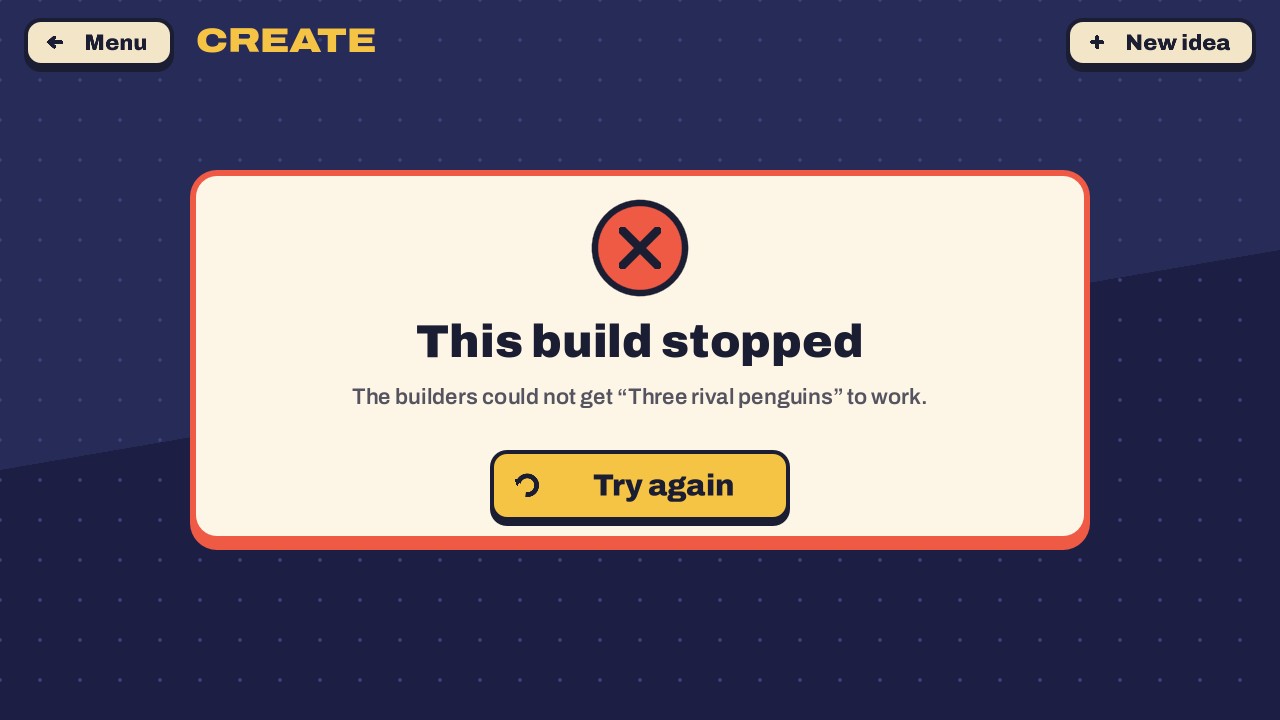 Menu
CREATE
New idea
This build stopped
The builders could not get “Three rival penguins” to work.
Try again